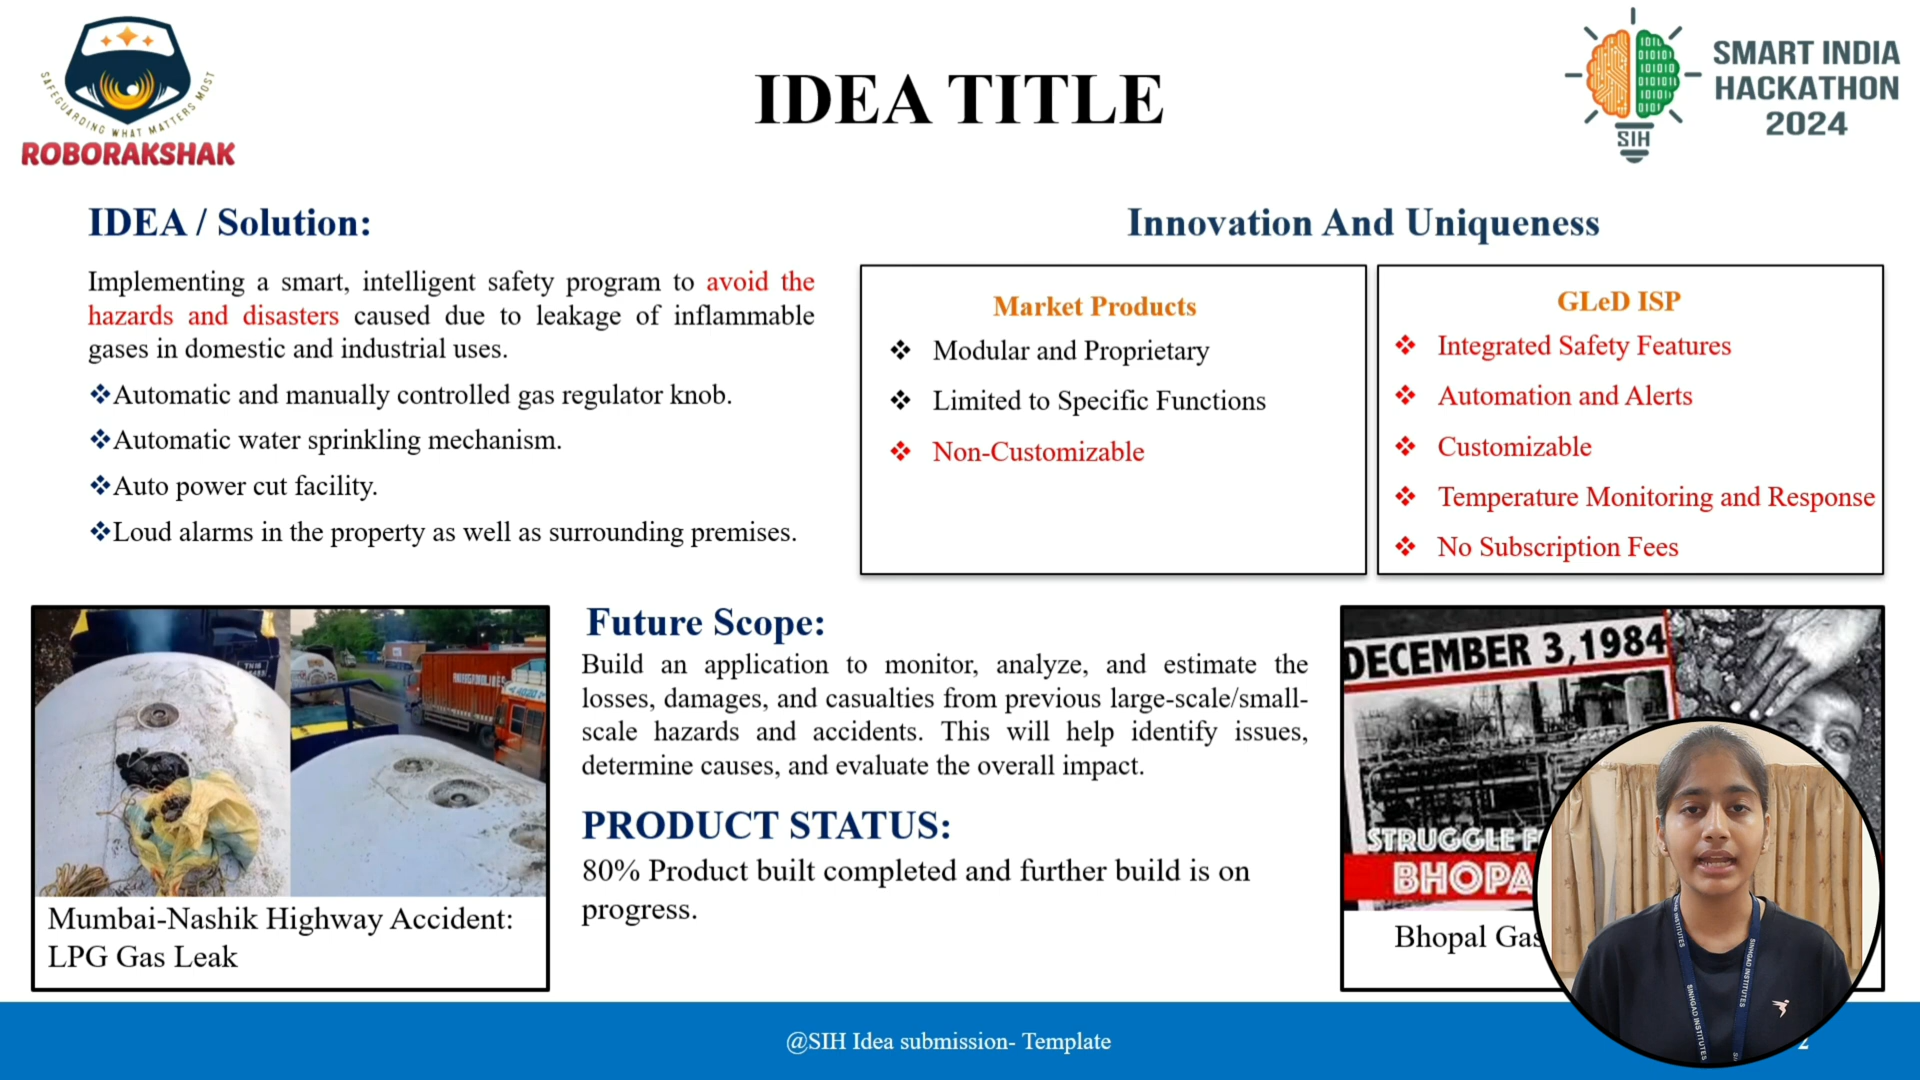 SAFEGUARDING WHAT MATTERS MOST
ROBORAKSHAK
IDEA TITLE
SIH
SMART INDIA
HACKATHON
2024
IDEA / Solution:
Implementing a smart, intelligent safety program to avoid the
hazards and disasters caused due to leakage of inflammable
gases in domestic and industrial uses.
❖Automatic and manually controlled gas regulator knob.
❖Automatic water sprinkling mechanism.
❖Auto power cut facility.
❖Loud alarms in the property as well as surrounding premises.
Innovation And Uniqueness
Market Products
❖ Modular and Proprietary
❖ Limited to Specific Functions
❖ Non-Customizable
GLeD ISP
❖ Integrated Safety Features
❖ Automation and Alerts
❖ Customizable
❖ Temperature Monitoring and Response
❖ No Subscription Fees
Mumbai-Nashik Highway Accident:
LPG Gas Leak
Future Scope:
Build an application to monitor, analyze, and estimate the
losses, damages, and casualties from previous large-scale/small-
scale hazards and accidents. This will help identify issues,
determine causes, and evaluate the overall impact.
PRODUCT STATUS:
80% Product built completed and further build is on
progress.
DECEMBER 3,1984
STRUGGLE F
BHOPA
Bhopal Gas
SINHGAD INSTITUTES
SINHGAD INSTITUTES
@SIH Idea submission- Template
2